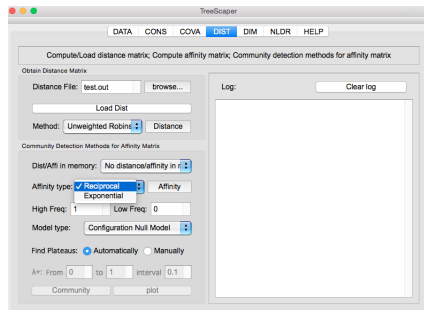 TreeScaper
DATA CONS COVA DIST DIM NLDR HELP
Compute/Load distance matrix; Compute affinity matrix; Community detection methods for affinity matrix
Obtain Distance Matrix
Distance File: test.out browse...
Load Dist
Method: Unweighted Robins Distance
Community Detection Methods for Affinity Matrix
Dist/Affi in memory: No distance/affinity in r
Affinity type: ✓ Reciprocal Affinity
Exponential
High Freq: 1 Low Freq: 0
Model type: Configuration Null Model
Find Plateaus: Automatically Manually
λ+: From 0 to 1 interval 0.1
Community plot
Log: Clear log